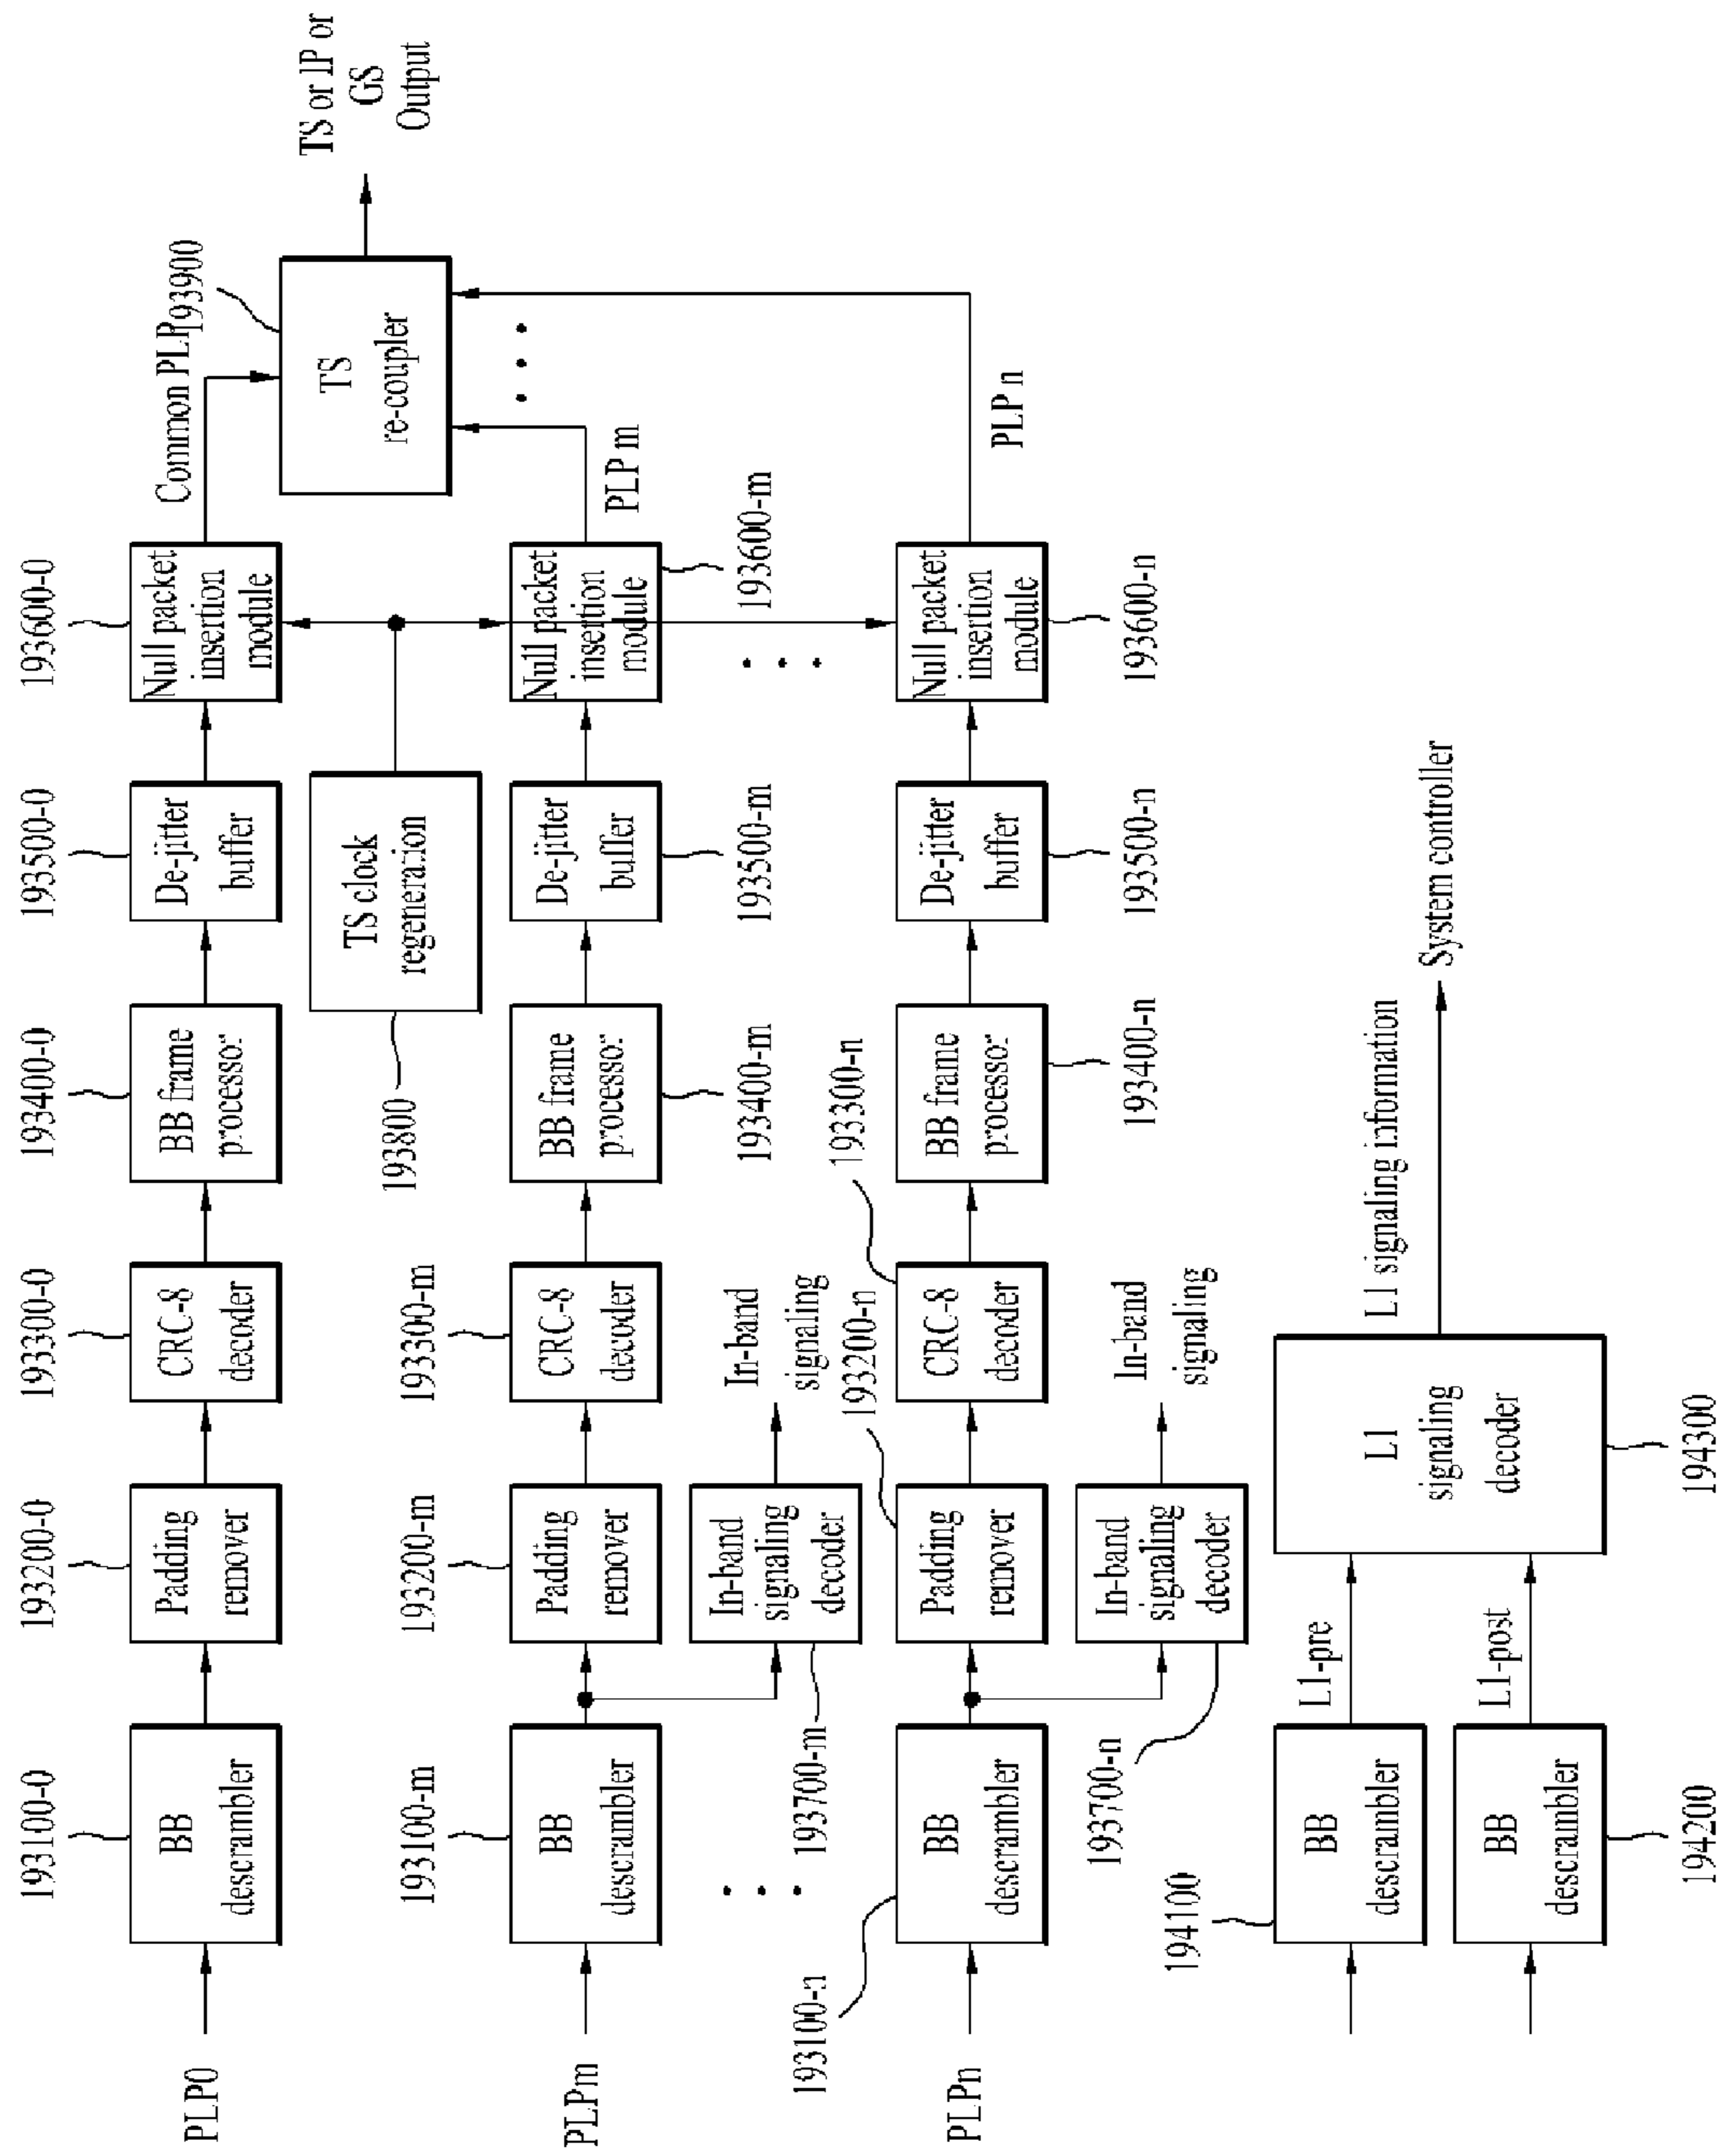 193100-0
193200-0
193300-0
193400-0
193500-0
193600-0
PLP0
BB
descrambler
Padding
remover
CRC-8
decoder
BB frame
processor
De-jitter
buffer
Null packet
insertion
module
Common PLP
193900
TS
re-coupler
TS or IP or
GS
Output
193800
TS clock
regeneration
193100-m
193200-m
193300-m
PLPm
BB
descrambler
Padding
remover
CRC-8
decoder
BB frame
processor
De-jitter
buffer
Null packet
insertion
module
PLP m
193400-m
193500-m
193600-m
193700-m
In-band
signaling
decoder
In-band
signaling
193100-n
193200-n
193300-n
PLPn
BB
descrambler
Padding
remover
CRC-8
decoder
BB frame
processor
De-jitter
buffer
Null packet
insertion
module
PLP n
193400-n
193500-n
193600-n
193700-n
In-band
signaling
decoder
In-band
signaling
194100
BB
descrambler
L1-pre
BB
descrambler
L1-post
194200
L1
signaling
decoder
194300
L1 signaling information
System controller